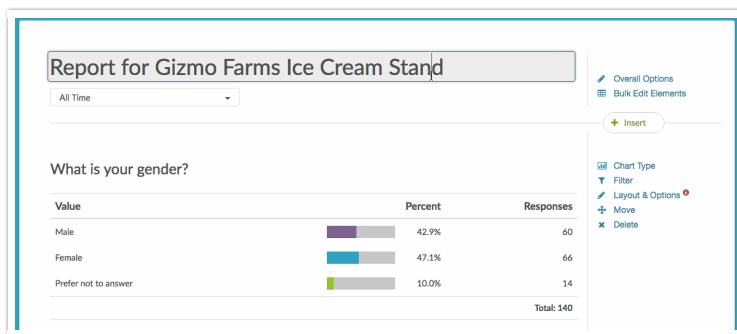 Report for Gizmo Farms Ice Cream Stand
All Time
Overall Options
Bulk Edit Elements
Insert
What is your gender?
Value Percent Responses
Male 42.9% 60
Female 47.1% 66
Prefer not to answer 10.0% 14
Total: 140
Chart Type
Filter
Layout & Options
Move
Delete